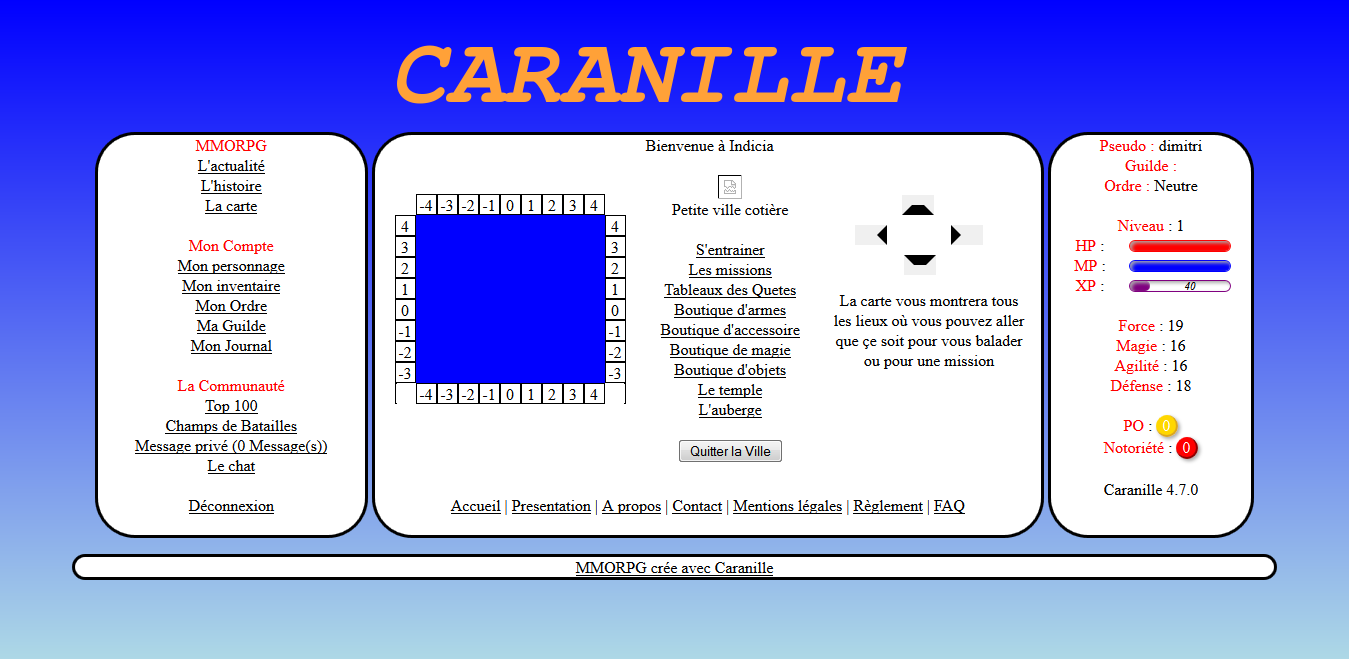 CARANILLE
MMORPG
L'actualité
L'histoire
La carte
Mon Compte
Mon personnage
Mon inventaire
Mon Ordre
Ma Guilde
Mon Journal
La Communauté
Top 100
Champs de Batailles
Message privé (0 Message(s))
Le chat
Déconnexion
Bienvenue à Indicia
-4 -3 -2 -1 0 1 2 3 4
4 4
3 3
2 2
1 1
0 0
-1 -1
-2 -2
-3 -3
-4 -3 -2 -1 0 1 2 3 4
Petite ville cotière
S'entrainer
Les missions
Tableaux des Quetes
Boutique d'armes
Boutique d'accessoire
Boutique de magie
Boutique d'objets
Le temple
L'auberge
Quitter la Ville
La carte vous montrera tous
les lieux où vous pouvez aller
que çe soit pour vous balader
ou pour une mission
Accueil | Presentation | A propos | Contact | Mentions légales | Règlement | FAQ
Pseudo : dimitri
Guilde :
Ordre : Neutre
Niveau : 1
HP :
MP :
XP : 40
Force : 19
Magie : 16
Agilité : 16
Défense : 18
PO : 0
Notoriété : 0
Caranille 4.7.0
MMORPG crée avec Caranille